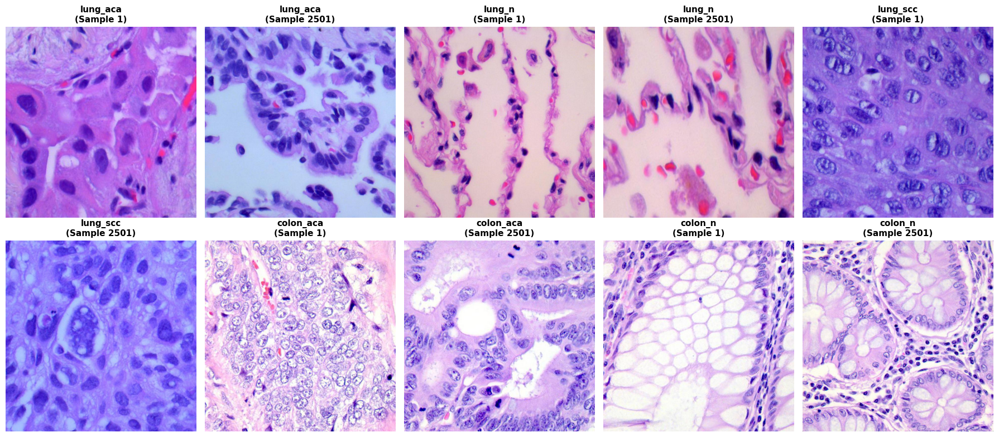 lung_aca
(Sample 1)
lung_aca
(Sample 2501)
lung_n
(Sample 1)
lung_n
(Sample 2501)
lung_scc
(Sample 1)
lung_scc
(Sample 2501)
colon_aca
(Sample 1)
colon_aca
(Sample 2501)
colon_n
(Sample 1)
colon_n
(Sample 2501)